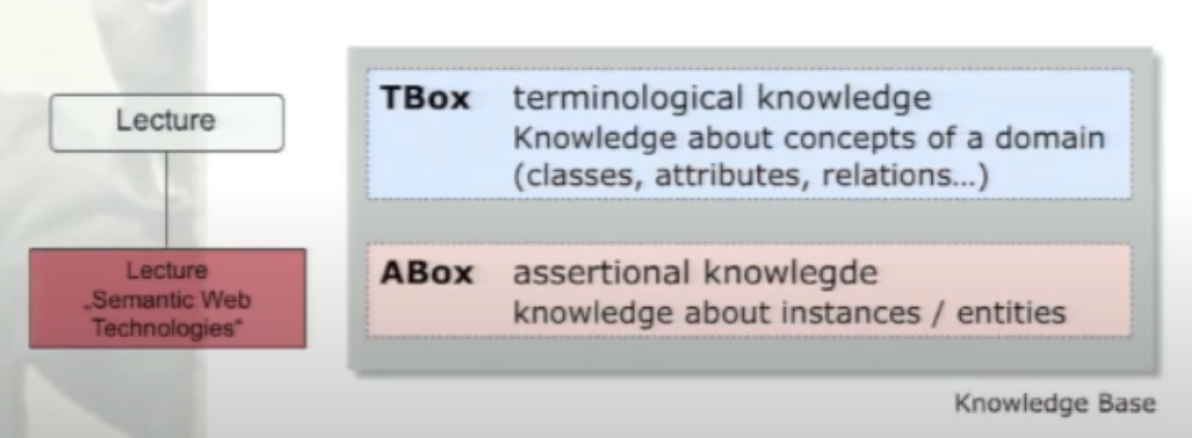 Lecture
Lecture
„Semantic Web
Technologies“
TBox terminological knowledge
Knowledge about concepts of a domain
(classes, attributes, relations...)
ABox assertional knowlegde
knowledge about instances / entities
Knowledge Base